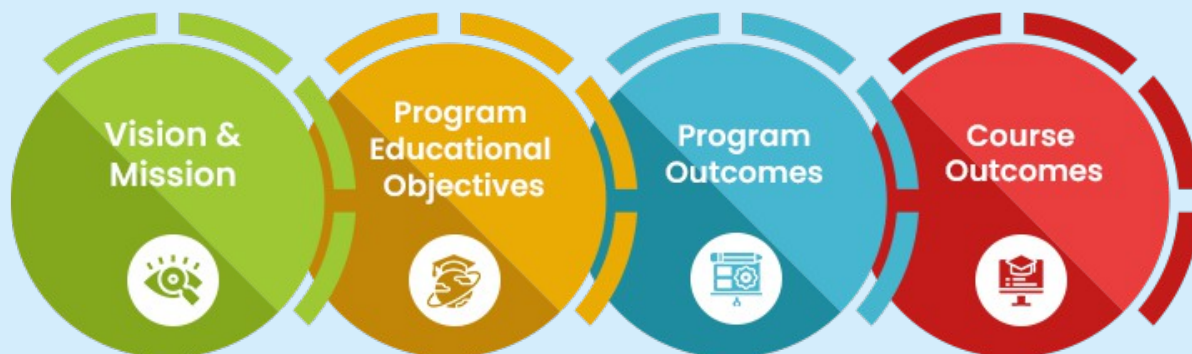 Vision &
Mission
Program
Educational
Objectives
Program
Outcomes
Course
Outcomes